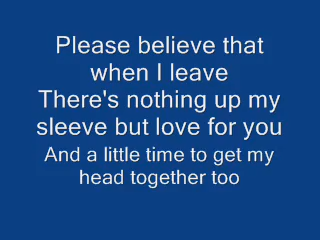 Please believe that
when I leave
There's nothing up my
sleeve but love for you
And a little time to get my
head together too